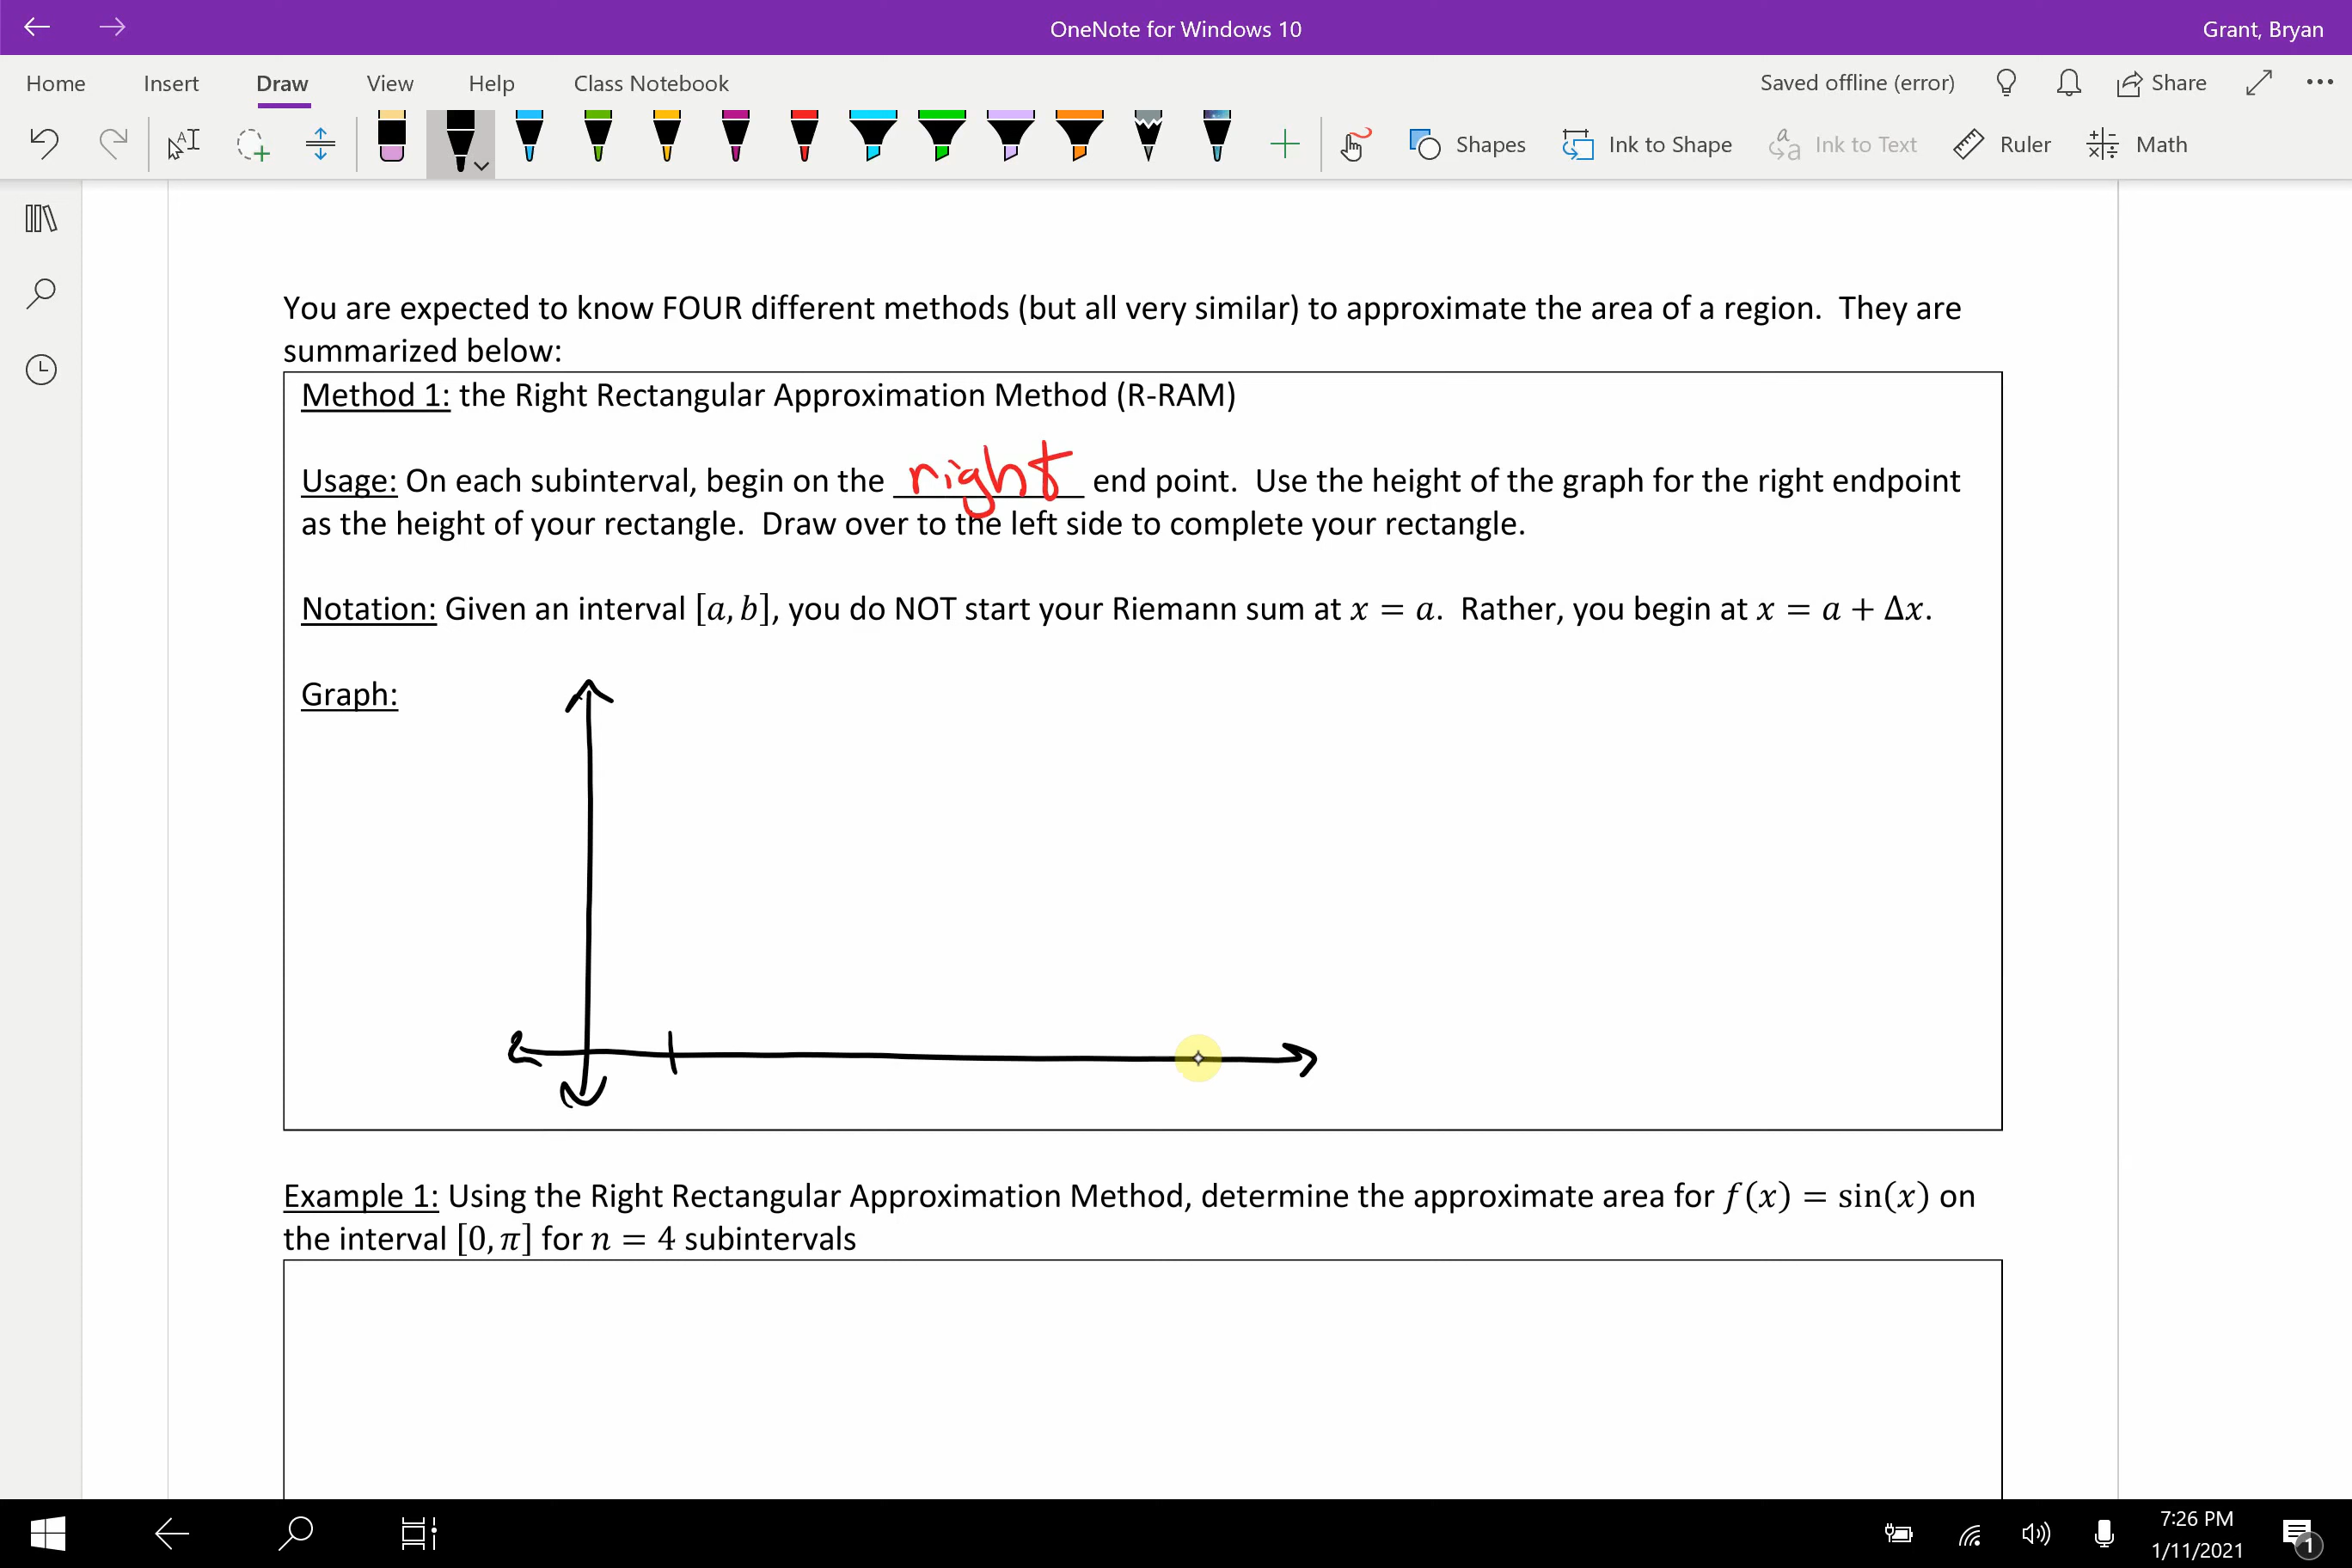 OneNote for Windows 10
Grant, Bryan
Home Insert Draw View Help Class Notebook
Saved offline (error) Share
Shapes Ink to Shape Ink to Text Ruler Math
You are expected to know FOUR different methods (but all very similar) to approximate the area of a region. They are
summarized below:
Method 1: the Right Rectangular Approximation Method (R-RAM)
Usage: On each subinterval, begin on the right end point. Use the height of the graph for the right endpoint
as the height of your rectangle. Draw over to the left side to complete your rectangle.
Notation: Given an interval [a, b], you do NOT start your Riemann sum at x = a. Rather, you begin at x = a + Δx.
Graph:
Example 1: Using the Right Rectangular Approximation Method, determine the approximate area for f(x) = sin(x) on
the interval [0, π] for n = 4 subintervals
7:26 PM
1/11/2021
1